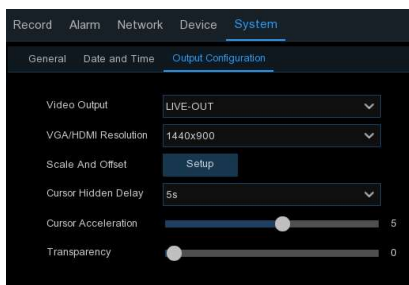 Record Alarm Network Device System
General Date and Time Output Configuration
Video Output LIVE-OUT
VGA/HDMI Resolution 1440x900
Scale And Offset Setup
Cursor Hidden Delay 5s
Cursor Acceleration 5
Transparency 0